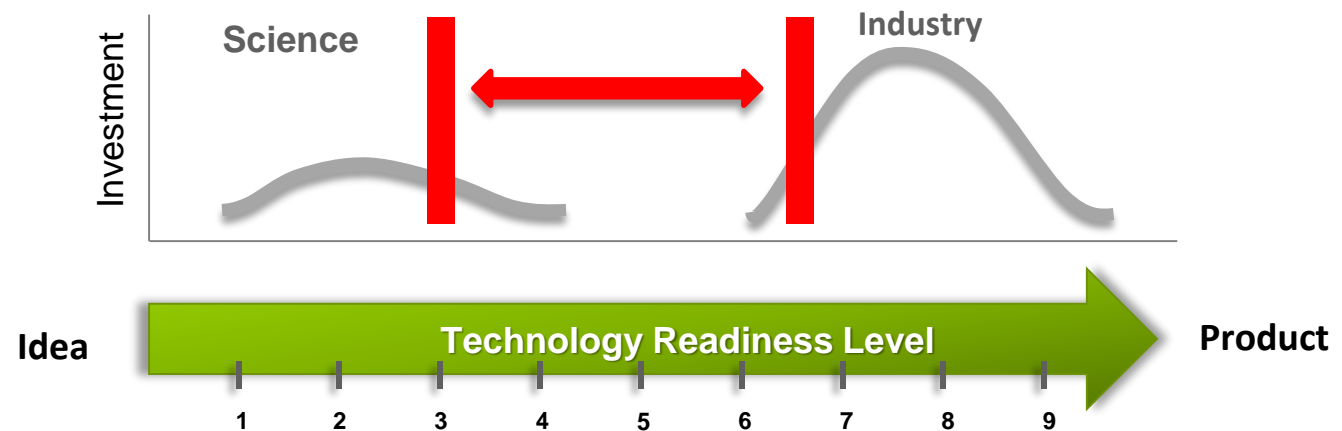 Industry
Science
Investment
Technology Readiness Level
Idea
Product
1 2 3 4 5 6 7 8 9